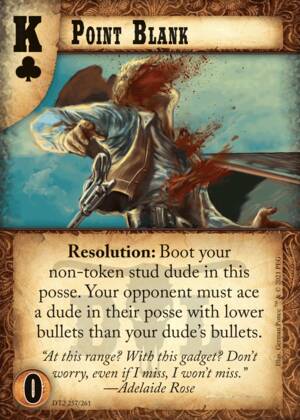 K
POINT BLANK
Resolution: Boot your
non-token stud dude in this
posse. Your opponent must ace
a dude in their posse with lower
bullets than your dude's bullets.
"At this range? With this gadget? Don't
worry, even if I miss, I won't miss."
—Adelaide Rose
0
DT2 257/261
© 2021 PEG